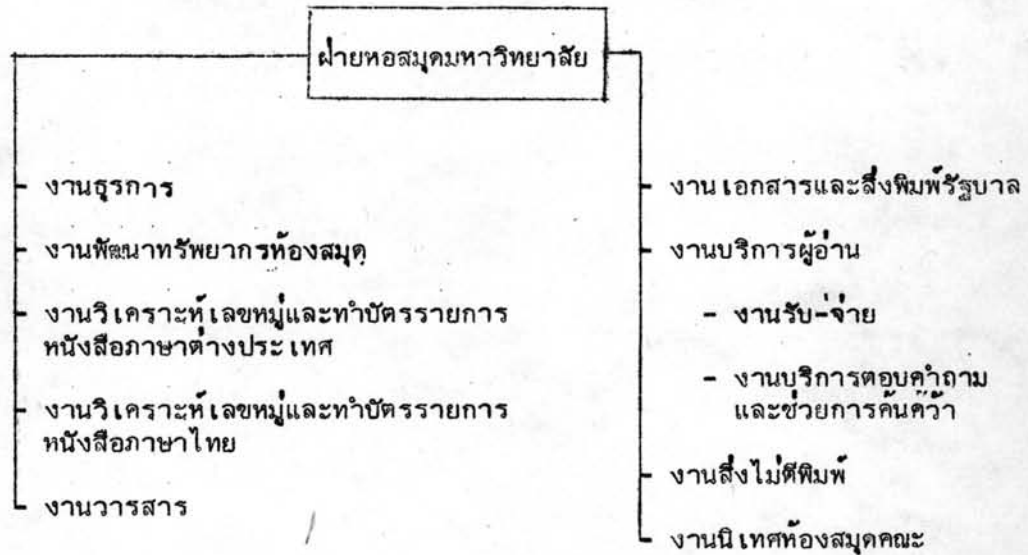 ฝ่ายหอสมุดมหาวิทยาลัย
- งานธุรการ
- งานพัฒนาทรัพยากรห้องสมุด
- งานวิเคราะห์เลขหมู่และทำบัตรรายการ
หนังสือภาษาต่างประเทศ
- งานวิเคราะห์เลขหมู่และทำบัตรรายการ
หนังสือภาษาไทย
- งานวารสาร
- งานเอกสารและสิ่งพิมพ์รัฐบาล
- งานบริการผู้อ่าน
- งานรับ-จ่าย
- งานบริการตอบคำถาม
และช่วยการค้นคว้า
- งานสิ่งไม่ตีพิมพ์
- งานนิเทศห้องสมุดคณะ